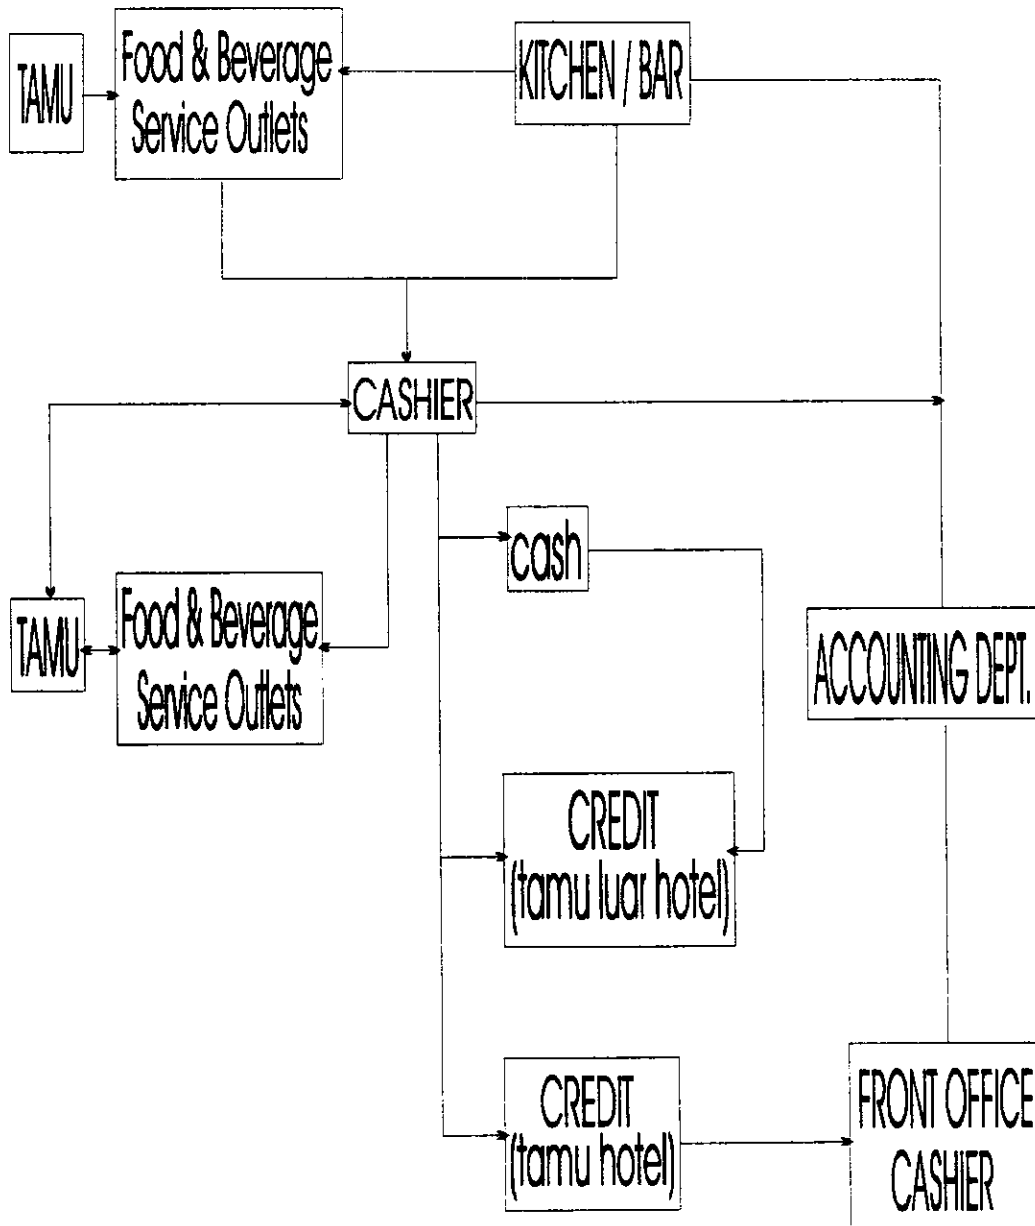 TAMU
Food & Beverage
Service Outlets
KITCHEN / BAR
CASHIER
cash
TAMU
Food & Beverage
Service Outlets
ACCOUNTING DEPT.
CREDIT
(tamu luar hotel)
CREDIT
(tamu hotel)
FRONT OFFICE
CASHIER